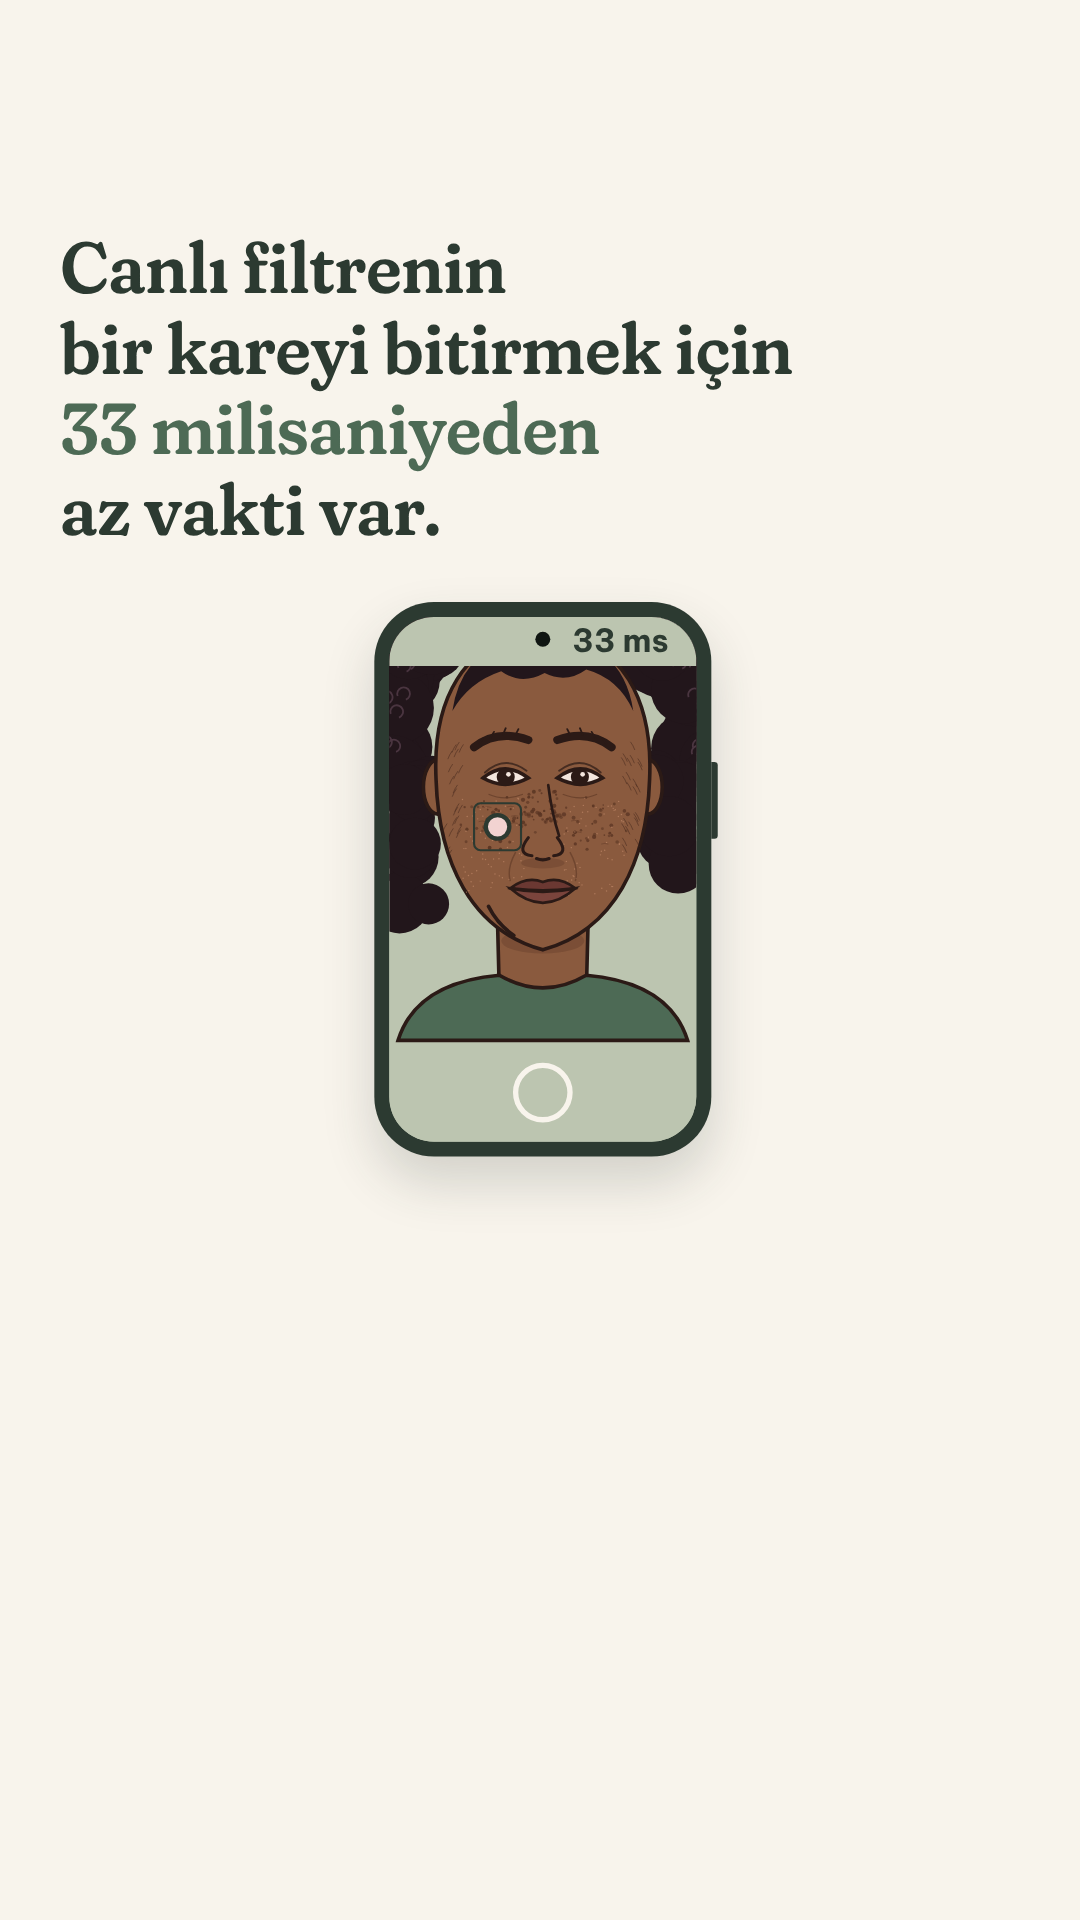 Canlı filtrenin
bir kareyi bitirmek için
33 milisaniyeden
az vakti var.
33 ms